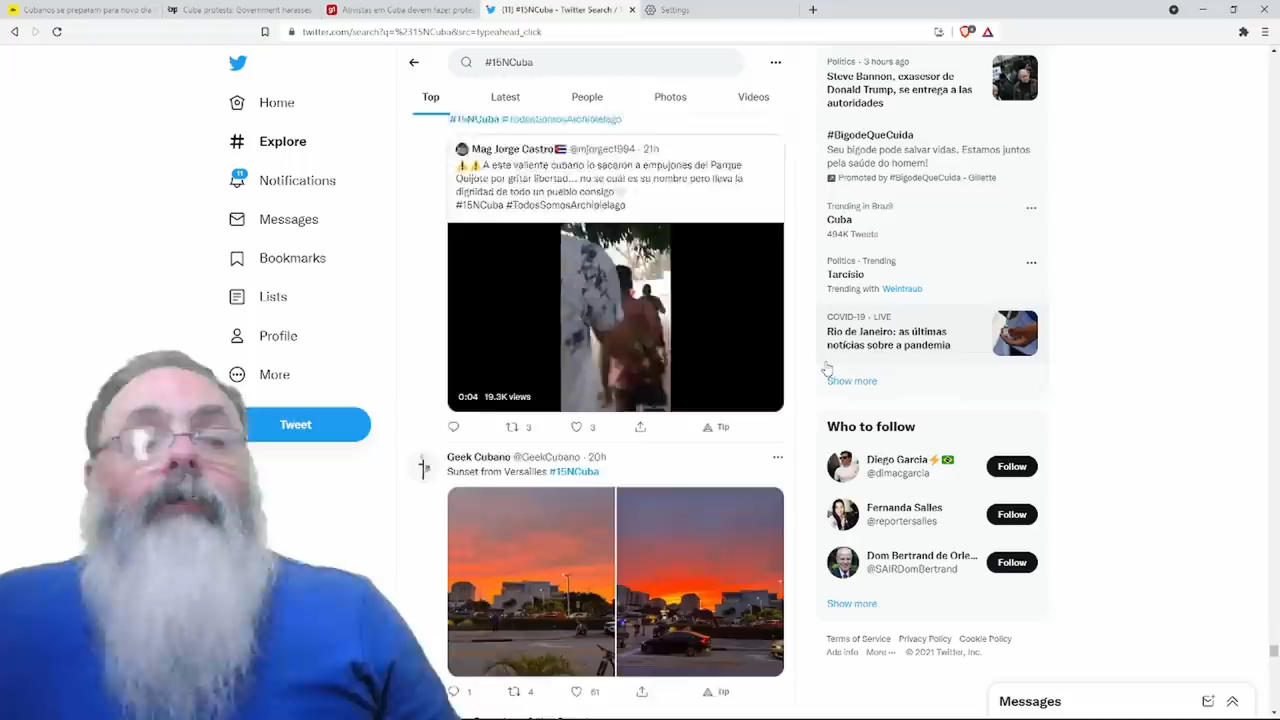 Cubanos se preparam para novo dia
Cuba protests: Government harasses
Ativistas em Cuba devem fazer protes
(11) #15NCuba - Twitter Search /
Settings
twitter.com/search?q=%2315NCuba&src=typeahead_click
Home
Explore
11
Notifications
Messages
Bookmarks
Lists
Profile
More
Tweet
#15NCuba
Top
Latest
People
Photos
Videos
#15NCuba #TodosSomosArchipielago
Mag Jorge Castro🇨🇺 @mjorgec1994 · 21h
⚠️⚠️A este valiente cubano lo sacaron a empujones del Parque
Quijote por gritar libertad... no se cuál es su nombre pero lleva la
dignidad de todo un pueblo consigo
#15NCuba #TodosSomosArchipielago
0:04 19.3K views
3
3
Tip
Geek Cubano @GeekCubano · 20h
Sunset from Versailles #15NCuba
1
4
61
Tip
Politics · 3 hours ago
Steve Bannon, exasesor de
Donald Trump, se entrega a las
autoridades
#BigodeQueCuida
Seu bigode pode salvar vidas. Estamos juntos
pela saúde do homem!
Promoted by #BigodeQueCuida - Gillette
Trending in Brazil
Cuba
494K Tweets
Politics · Trending
Tarcísio
Trending with Weintraub
COVID-19 · LIVE
Rio de Janeiro: as últimas
notícias sobre a pandemia
Show more
Who to follow
Diego Garcia⚡🇧🇷
@dimacgarcia
Follow
Fernanda Salles
@reportersalles
Follow
Dom Bertrand de Orle...
@SAIRDomBertrand
Follow
Show more
Terms of Service Privacy Policy Cookie Policy
Ads info More ··· © 2021 Twitter, Inc.
Messages